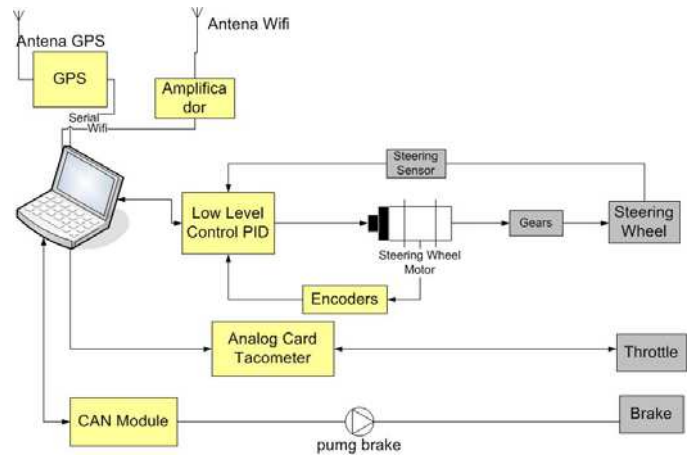 Antena GPS
Antena Wifi
GPS
Amplifica
dor
Serial
Wifi
Steering
Sensor
Low Level
Control PID
Gears
Steering
Wheel
Steering Wheel
Motor
Encoders
Analog Card
Tacometer
Throttle
CAN Module
Brake
pumg brake